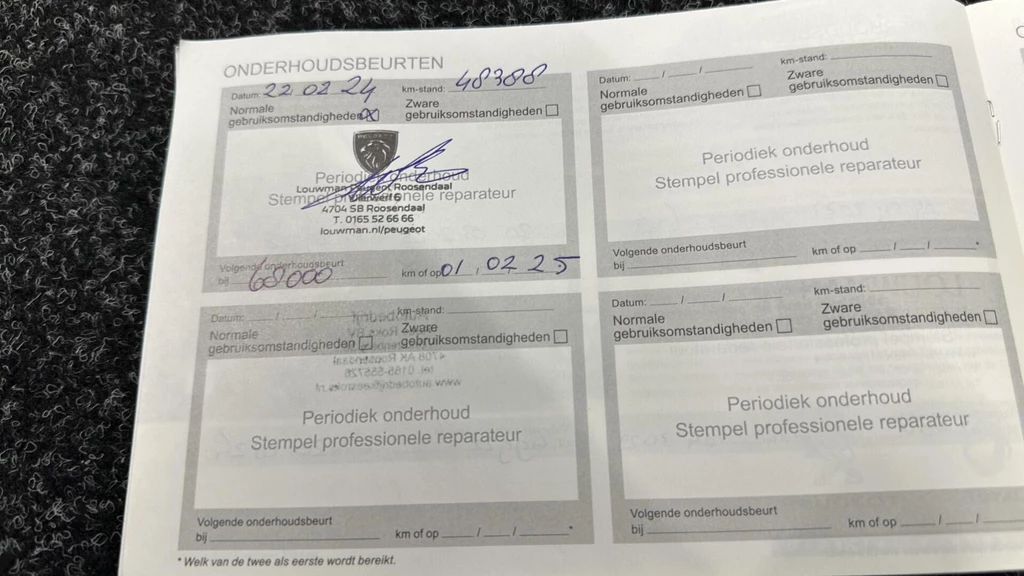 ONDERHOUDSBEURTEN
Datum: 22 02 24 km-stand: 48388
Normale gebruiksomstandigheden
Zware gebruiksomstandigheden
PEUGEOT
Periodiek onderhoud
Stempel professionele reparateur
Louwman Peugeot Roosendaal
4704 SB Roosendaal
T. 0165 52 66 66
louwman.nl/peugeot
Volgende onderhoudsbeurt
bij 68000 km of op 01 02 25
Datum: / / km-stand:
Normale gebruiksomstandigheden
Zware gebruiksomstandigheden
Periodiek onderhoud
Stempel professionele reparateur
Volgende onderhoudsbeurt
bij km of op / / *
Datum: / / km-stand:
Normale gebruiksomstandigheden
Zware gebruiksomstandigheden
Periodiek onderhoud
Stempel professionele reparateur
Volgende onderhoudsbeurt
bij km of op / / *
Datum: / / km-stand:
Normale gebruiksomstandigheden
Zware gebruiksomstandigheden
Periodiek onderhoud
Stempel professionele reparateur
Volgende onderhoudsbeurt
bij km of op / /
* Welk van de twee als eerste wordt bereikt.